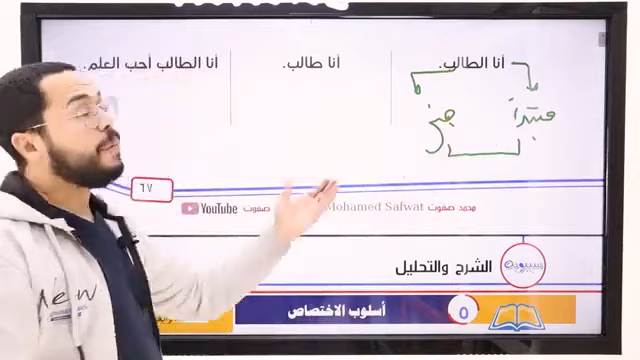 أنا الطالب.
أنا طالب.
أنا الطالب أحب العلم.
مبتدأ
خبر
٦٧
YouTube
صفوت
Mohamed Safwat محمد صفوت
سيبويه
الشرح والتحليل
٥
أسلوب الاختصاص